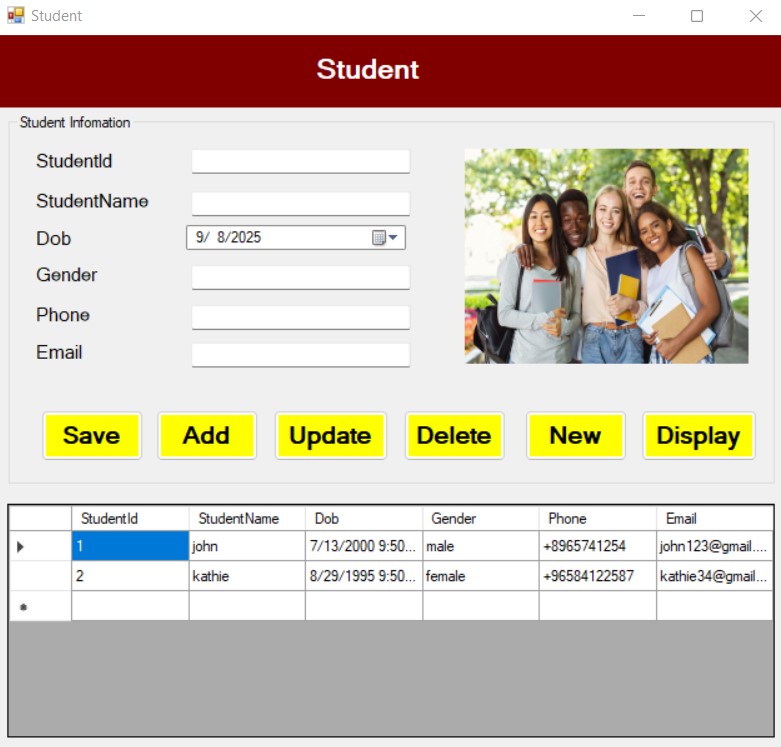 Student
Student
Student Infomation
StudentId
StudentName
Dob 9/ 8/2025
Gender
Phone
Email
Save Add Update Delete New Display
StudentId StudentName Dob Gender Phone Email
1 john 7/13/2000 9:50... male +8965741254 john123@gmail....
2 kathie 8/29/1995 9:50... female +96584122587 kathie34@gmail...